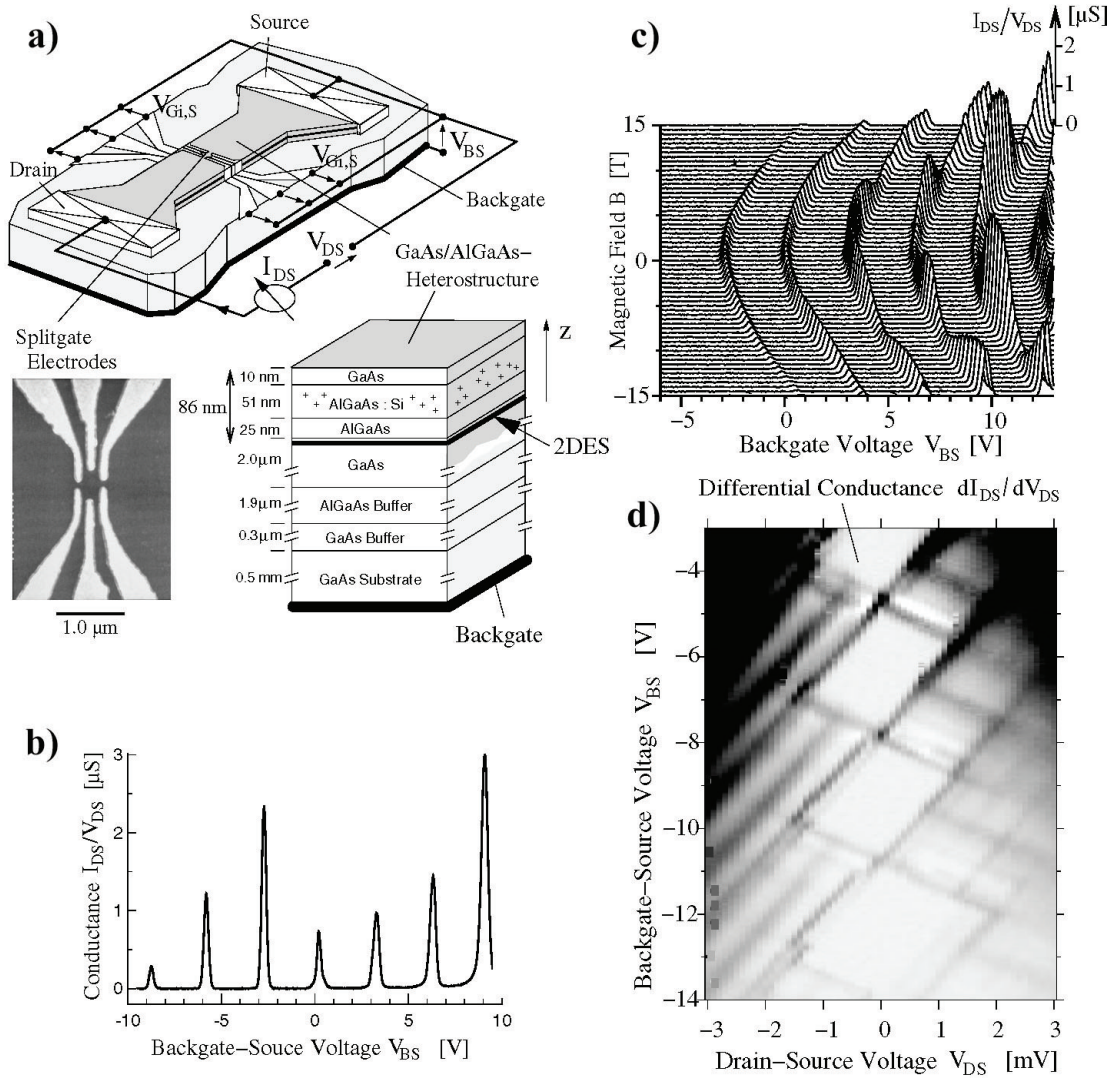 a)
Source
V_Gi,S
V_BS
Drain
V_Gi,S
Backgate
V_DS
I_DS
GaAs/AlGaAs–
Heterostructure
Splitgate
Electrodes
z
10 nm
GaAs
86 nm
51 nm
+ + + AlGaAs : Si + + +
25 nm
AlGaAs
2DES
2.0µm
GaAs
1.9µm
AlGaAs Buffer
0.3µm
GaAs Buffer
0.5mm
GaAs Substrate
Backgate
1.0 µm
b)
Conductance I_DS/V_DS [µS]
3
2
1
0
-10 -5 0 5 10
Backgate–Souce Voltage V_BS [V]
c)
I_DS/V_DS [µS]
2
1
0
Magnetic Field B [T]
15
0
−15
−5 0 5 10
Backgate Voltage V_BS [V]
Differential Conductance dI_DS/dV_DS
d)
Backgate–Source Voltage V_BS [V]
−4
−6
−8
−10
−12
−14
−3 −2 −1 0 1 2 3
Drain–Source Voltage V_DS [mV]